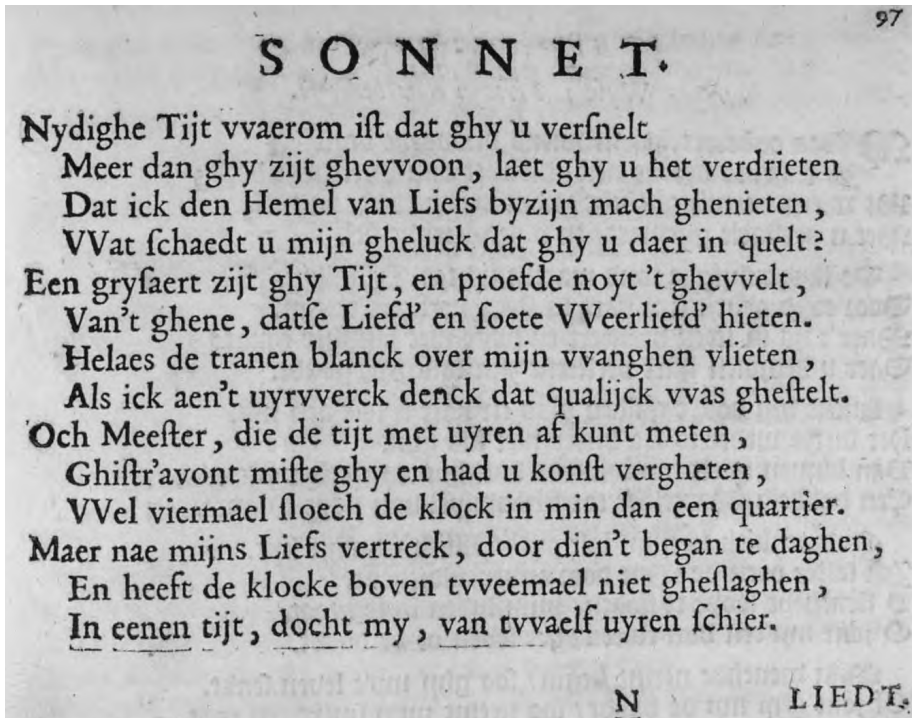 97
SONNET.
Nydighe Tijt vvaerom iſt dat ghy u verſnelt
Meer dan ghy zijt ghevvoon, laet ghy u het verdrieten
Dat ick den Hemel van Liefs byzijn mach ghenieten,
VVat ſchaedt u mijn gheluck dat ghy u daer in quelt?
Een gryſaert zijt ghy Tijt, en proefde noyt 't ghevvelt,
Van't ghene, datſe Liefd' en ſoete VVeerliefd' hieten.
Helaes de tranen blanck over mijn vvanghen vlieten,
Als ick aen't uyrvverck denck dat qualijck vvas gheſtelt.
Och Meeſter, die de tijt met uyren af kunt meten,
Ghiſtr'avont miſte ghy en had u konſt vergheten,
VVel viermael ſloech de klock in min dan een quartier.
Maer nae mijns Liefs vertreck, door dien't began te daghen,
En heeft de klocke boven tvveemael niet gheſlaghen,
In eenen tijt, docht my, van tvvaelf uyren ſchier.
N LIEDT.